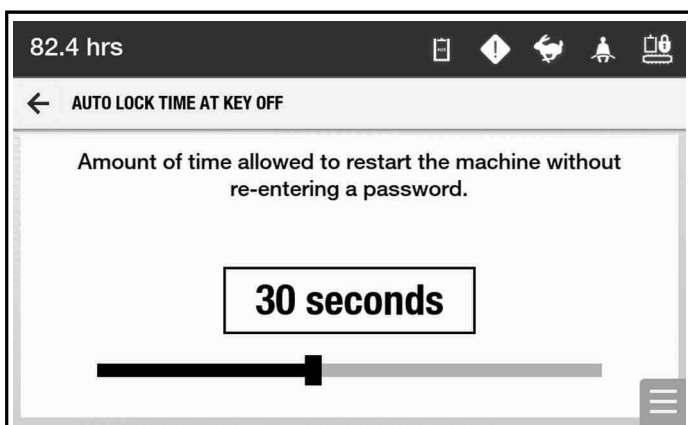 82.4 hrs
AUTO LOCK TIME AT KEY OFF
Amount of time allowed to restart the machine without
re-entering a password.
30 seconds